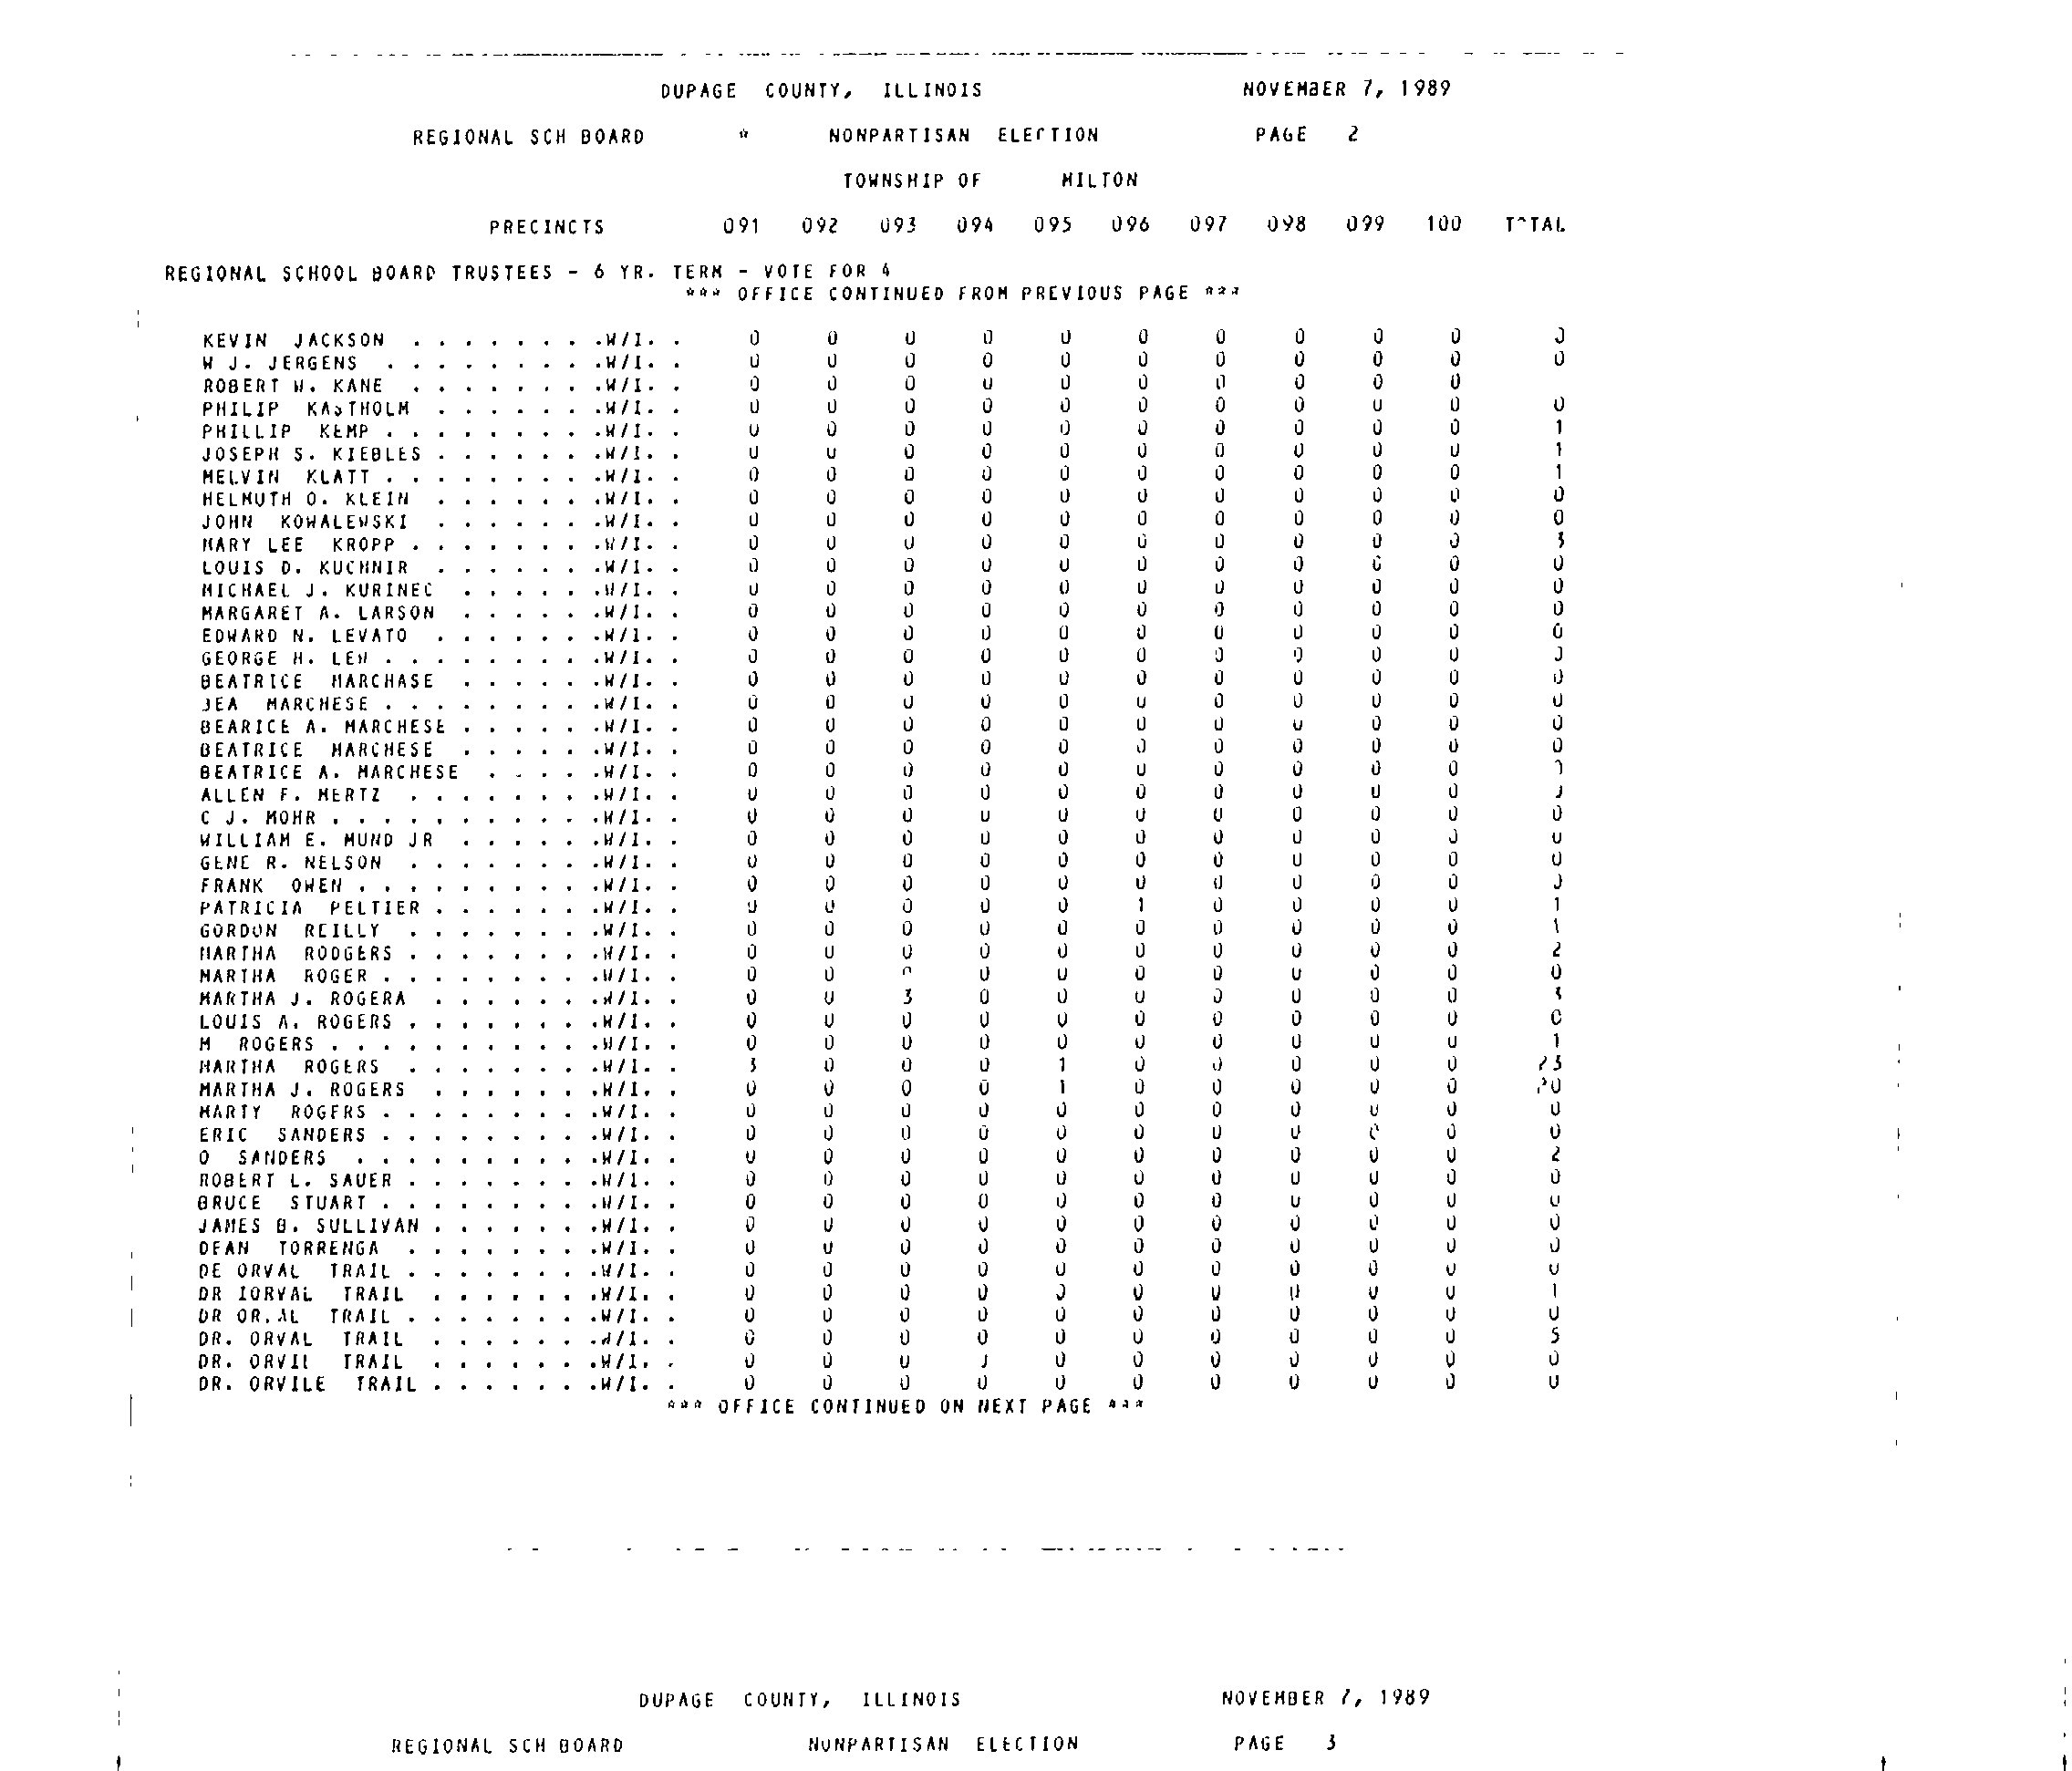 DUPAGE COUNTY, ILLINOIS NOVEMBER 7, 1989
REGIONAL SCH BOARD * NONPARTISAN ELECTION PAGE 2
TOWNSHIP OF MILTON
PRECINCTS 091 092 093 094 095 096 097 098 099 100 TOTAL
REGIONAL SCHOOL BOARD TRUSTEES - 6 YR. TERM - VOTE FOR 4
*** OFFICE CONTINUED FROM PREVIOUS PAGE ***
KEVIN JACKSON . . . . . . . .W/I. . 0 0 0 0 0 0 0 0 0 0 0
W J. JERGENS . . . . . . . . .W/I. . 0 0 0 0 0 0 0 0 0 0 0
ROBERT W. KANE . . . . . . . .W/I. . 0 0 0 0 0 0 0 0 0 0
PHILIP KASTHOLM . . . . . . .W/I. . 0 0 0 0 0 0 0 0 0 0 0
PHILLIP KEMP . . . . . . . . .W/I. . 0 0 0 0 0 0 0 0 0 0 1
JOSEPH S. KIEBLES . . . . . . .W/I. . 0 0 0 0 0 0 0 0 0 0 1
MELVIN KLATT . . . . . . . . .W/I. . 0 0 0 0 0 0 0 0 0 0 1
HELMUTH O. KLEIN . . . . . . .W/I. . 0 0 0 0 0 0 0 0 0 0 0
JOHN KOWALEWSKI . . . . . . .W/I. . 0 0 0 0 0 0 0 0 0 0 0
MARY LEE KROPP . . . . . . . .W/I. . 0 0 0 0 0 0 0 0 0 0 3
LOUIS D. KUCHNIR . . . . . . .W/I. . 0 0 0 0 0 0 0 0 0 0 0
MICHAEL J. KURINEC . . . . . .W/I. . 0 0 0 0 0 0 0 0 0 0 0
MARGARET A. LARSON . . . . . .W/I. . 0 0 0 0 0 0 0 0 0 0 0
EDWARD N. LEVATO . . . . . . .W/I. . 0 0 0 0 0 0 0 0 0 0 0
GEORGE H. LEW . . . . . . . . .W/I. . 0 0 0 0 0 0 0 0 0 0 0
BEATRICE MARCHASE . . . . . .W/I. . 0 0 0 0 0 0 0 0 0 0 0
BEA MARCHESE . . . . . . . . .W/I. . 0 0 0 0 0 0 0 0 0 0 0
BEARICE A. MARCHESE . . . . . .W/I. . 0 0 0 0 0 0 0 0 0 0 0
BEATRICE MARCHESE . . . . . .W/I. . 0 0 0 0 0 0 0 0 0 0 0
BEATRICE A. MARCHESE . . . . .W/I. . 0 0 0 0 0 0 0 0 0 0
ALLEN F. MERTZ . . . . . . . .W/I. . 0 0 0 0 0 0 0 0 0 0 0
C J. MOHR . . . . . . . . . . .W/I. . 0 0 0 0 0 0 0 0 0 0 0
WILLIAM E. MUND JR . . . . . .W/I. . 0 0 0 0 0 0 0 0 0 0 0
GENE R. NELSON . . . . . . . .W/I. . 0 0 0 0 0 0 0 0 0 0 0
FRANK OWEN . . . . . . . . . .W/I. . 0 0 0 0 0 0 0 0 0 0 0
PATRICIA PELTIER . . . . . . .W/I. . 0 0 0 0 0 1 0 0 0 0 1
GORDON REILLY . . . . . . . .W/I. . 0 0 0 0 0 0 0 0 0 0 1
MARTHA RODGERS . . . . . . . .W/I. . 0 0 0 0 0 0 0 0 0 0 2
MARTHA ROGER . . . . . . . . .W/I. . 0 0 0 0 0 0 0 0 0 0 0
MARTHA J. ROGERA . . . . . . .W/I. . 0 0 3 0 0 0 0 0 0 0 3
LOUIS A. ROGERS . . . . . . . .W/I. . 0 0 0 0 0 0 0 0 0 0 0
M ROGERS . . . . . . . . . . .W/I. . 0 0 0 0 0 0 0 0 0 0 1
MARTHA ROGERS . . . . . . . .W/I. . 3 0 0 0 1 0 0 0 0 0 23
MARTHA J. ROGERS . . . . . . .W/I. . 0 0 0 0 1 0 0 0 0 0
MARTY ROGERS . . . . . . . . .W/I. . 0 0 0 0 0 0 0 0 0 0 0
ERIC SANDERS . . . . . . . . .W/I. . 0 0 0 0 0 0 0 0 0 0 0
O SANDERS . . . . . . . . . .W/I. . 0 0 0 0 0 0 0 0 0 0 2
ROBERT L. SAUER . . . . . . . .W/I. . 0 0 0 0 0 0 0 0 0 0 0
BRUCE STUART . . . . . . . . .W/I. . 0 0 0 0 0 0 0 0 0 0 0
JAMES B. SULLIVAN . . . . . . .W/I. . 0 0 0 0 0 0 0 0 0 0 0
DEAN TORRENGA . . . . . . . .W/I. . 0 0 0 0 0 0 0 0 0 0 0
DE ORVAL TRAIL . . . . . . . .W/I. . 0 0 0 0 0 0 0 0 0 0 0
DR IORVAL TRAIL . . . . . . .W/I. . 0 0 0 0 0 0 0 0 0 0 1
DR TRAIL . . . . . . . .W/I. . 0 0 0 0 0 0 0 0 0 0 0
DR. ORVAL TRAIL . . . . . . .W/I. . 0 0 0 0 0 0 0 0 0 0 5
DR. ORVIL TRAIL . . . . . . .W/I. . 0 0 0 0 0 0 0 0 0 0 0
DR. ORVILE TRAIL . . . . . . .W/I. . 0 0 0 0 0 0 0 0 0 0 0
*** OFFICE CONTINUED ON NEXT PAGE ***
DUPAGE COUNTY, ILLINOIS NOVEMBER 7, 1989
REGIONAL SCH BOARD NONPARTISAN ELECTION PAGE 3